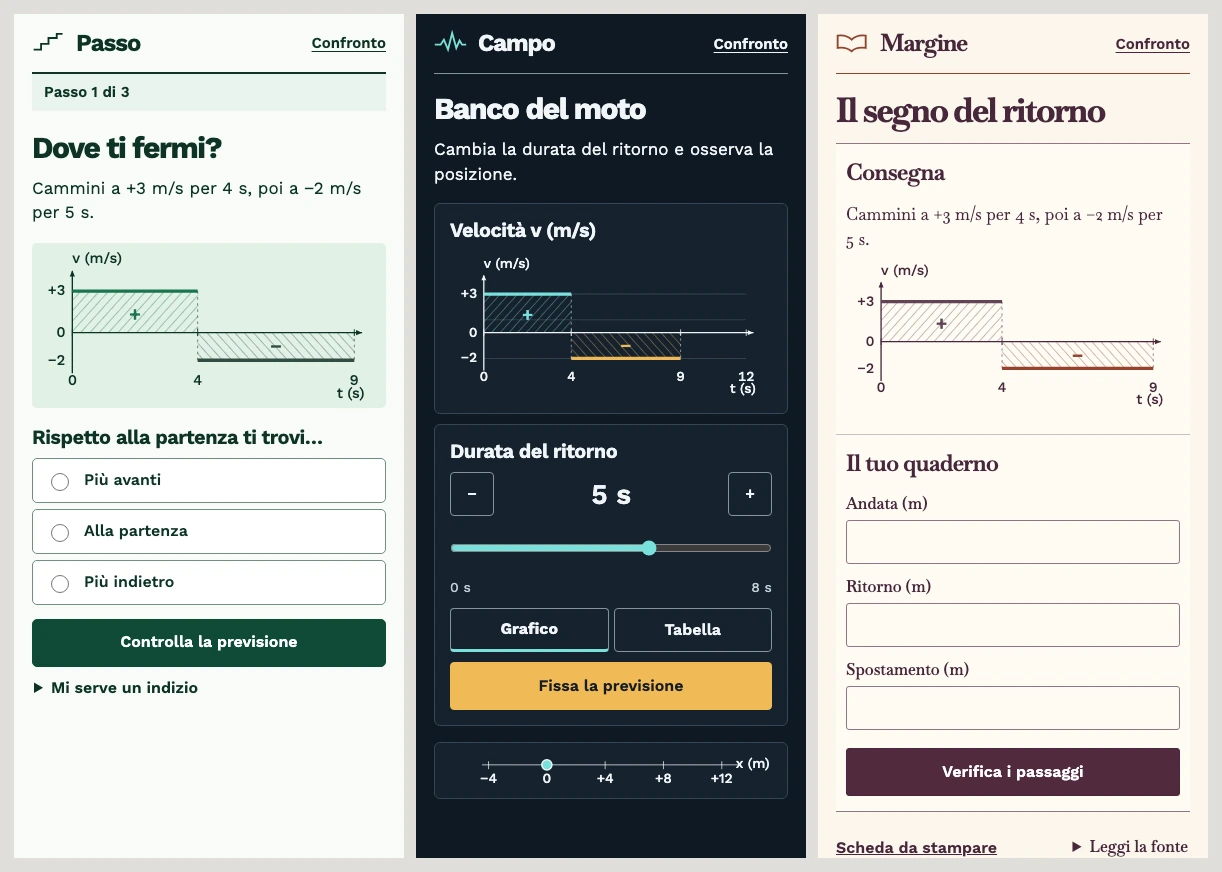 Passo
Confronto
Passo 1 di 3
Dove ti fermi?
Cammini a +3 m/s per 4 s, poi a −2 m/s
per 5 s.
v (m/s)
+3
+
0
−
−2
0
4
9
t (s)
Rispetto alla partenza ti trovi...
Più avanti
Alla partenza
Più indietro
Controlla la previsione
Mi serve un indizio
Campo
Confronto
Banco del moto
Cambia la durata del ritorno e osserva la
posizione.
Velocità v (m/s)
v (m/s)
+3
+
0
−
−2
0
4
9
12
t (s)
Durata del ritorno
−
5 s
+
0 s
8 s
Grafico
Tabella
Fissa la previsione
x (m)
−4
0
+4
+8
+12
Margine
Confronto
Il segno del ritorno
Consegna
Cammini a +3 m/s per 4 s, poi a −2 m/s per
5 s.
v (m/s)
+3
+
0
−
−2
0
4
9
t (s)
Il tuo quaderno
Andata (m)
Ritorno (m)
Spostamento (m)
Verifica i passaggi
Scheda da stampare
Leggi la fonte